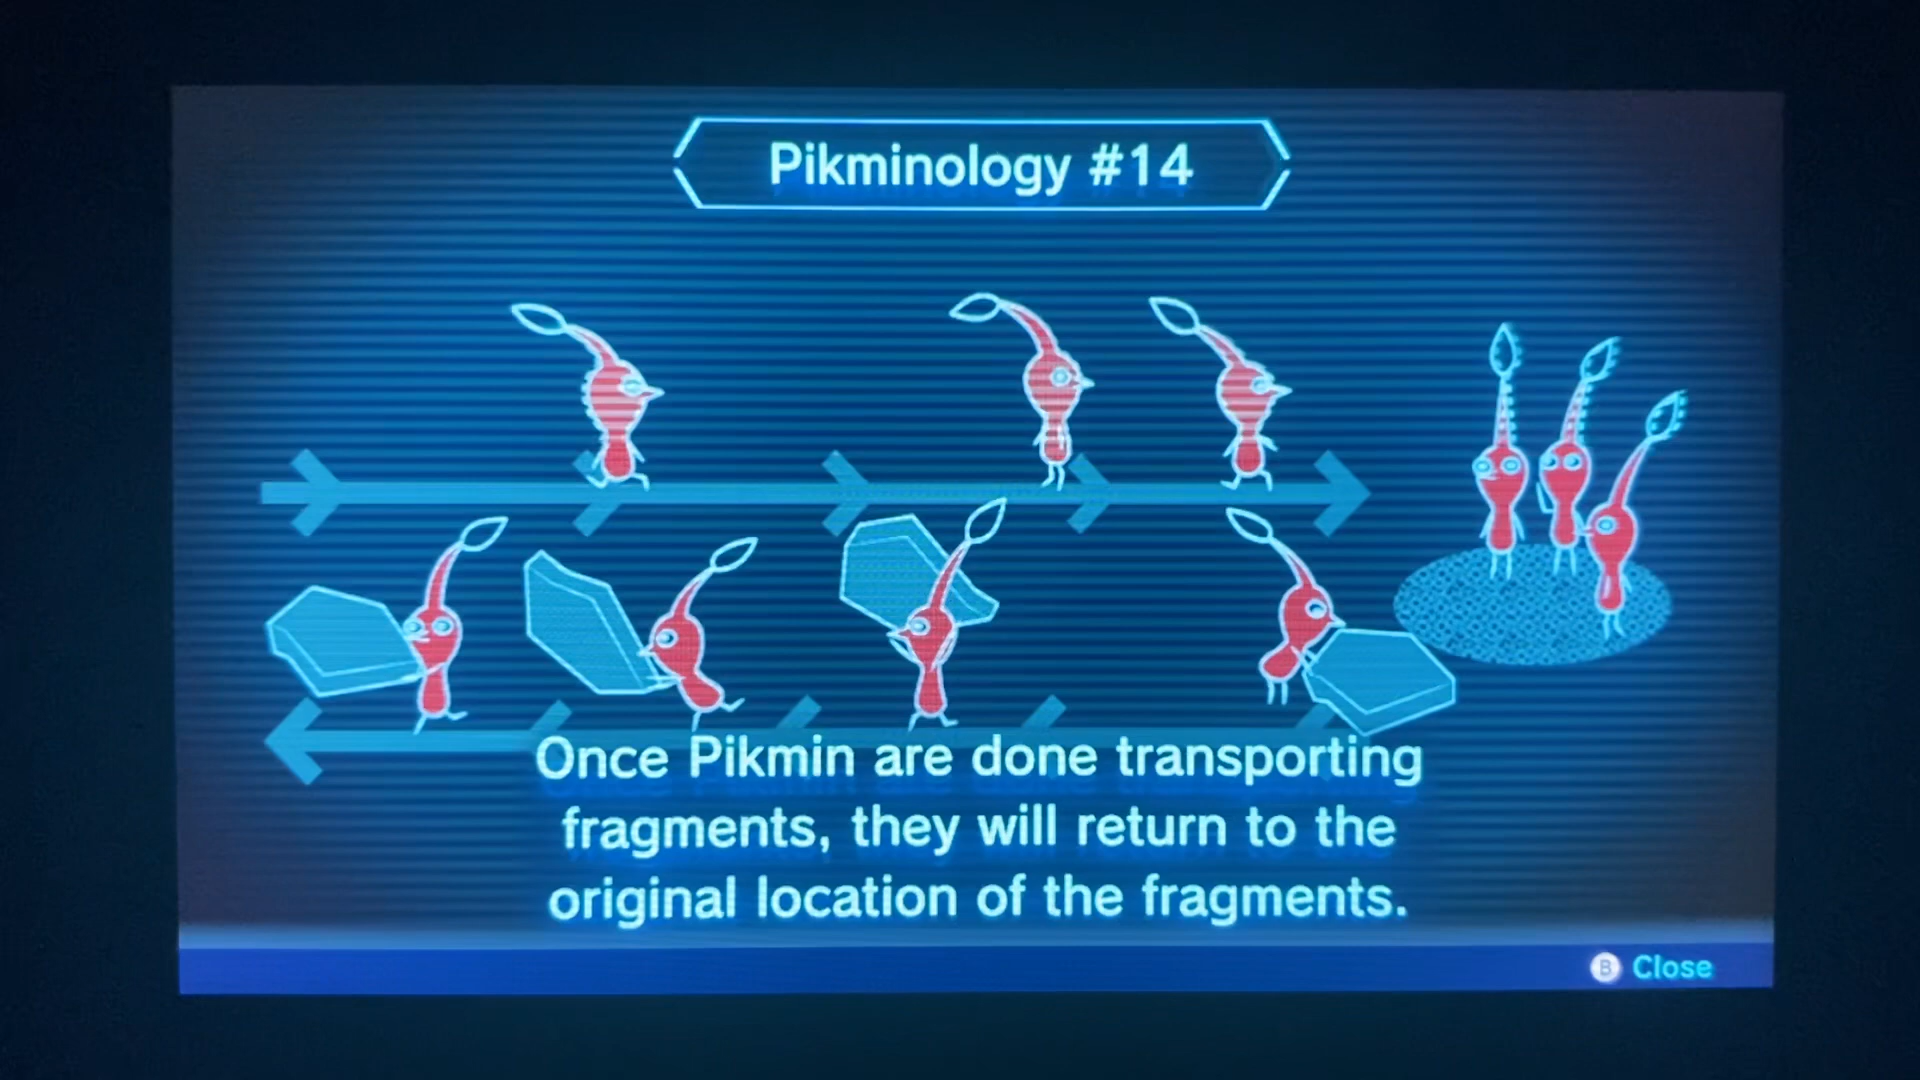 Pikminology #14
Once Pikmin are done transporting
fragments, they will return to the
original location of the fragments.
B Close